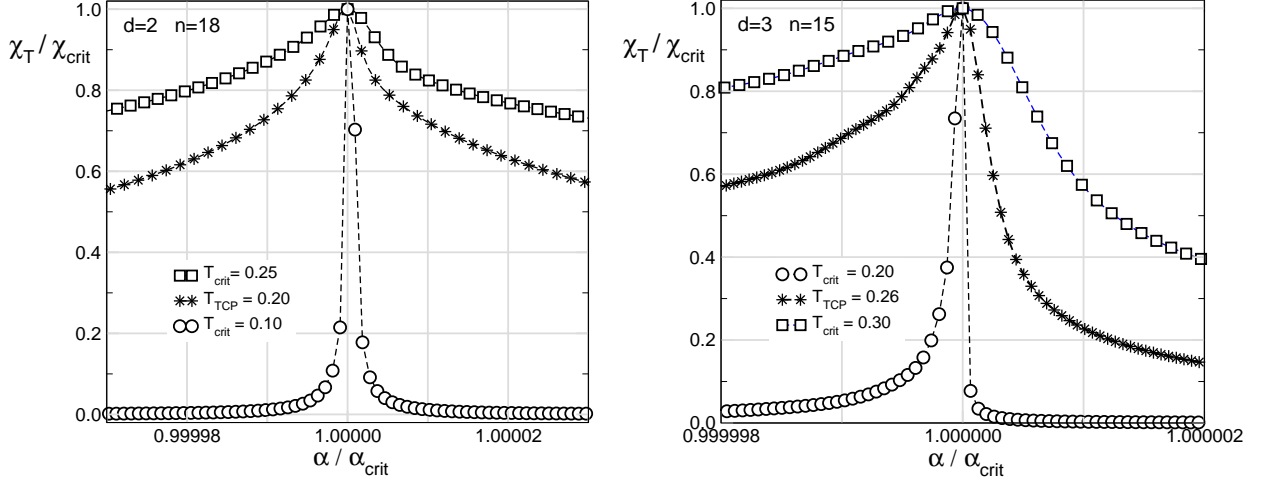 d=2 n=18
χT / χcrit
1.0
0.8
0.6
0.4
0.2
0.0
Tcrit= 0.25
TTCP = 0.20
Tcrit = 0.10
0.99998
1.00000
1.00002
α / αcrit
d=3 n=15
χT / χcrit
1.0
0.8
0.6
0.4
0.2
0.0
Tcrit = 0.20
TTCP = 0.26
Tcrit = 0.30
0.999998
1.000000
1.000002
α / αcrit